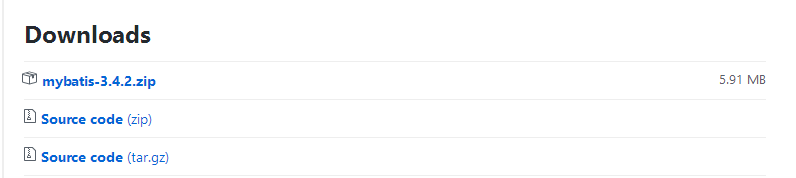 Downloads
mybatis-3.4.2.zip 5.91 MB
Source code (zip)
Source code (tar.gz)